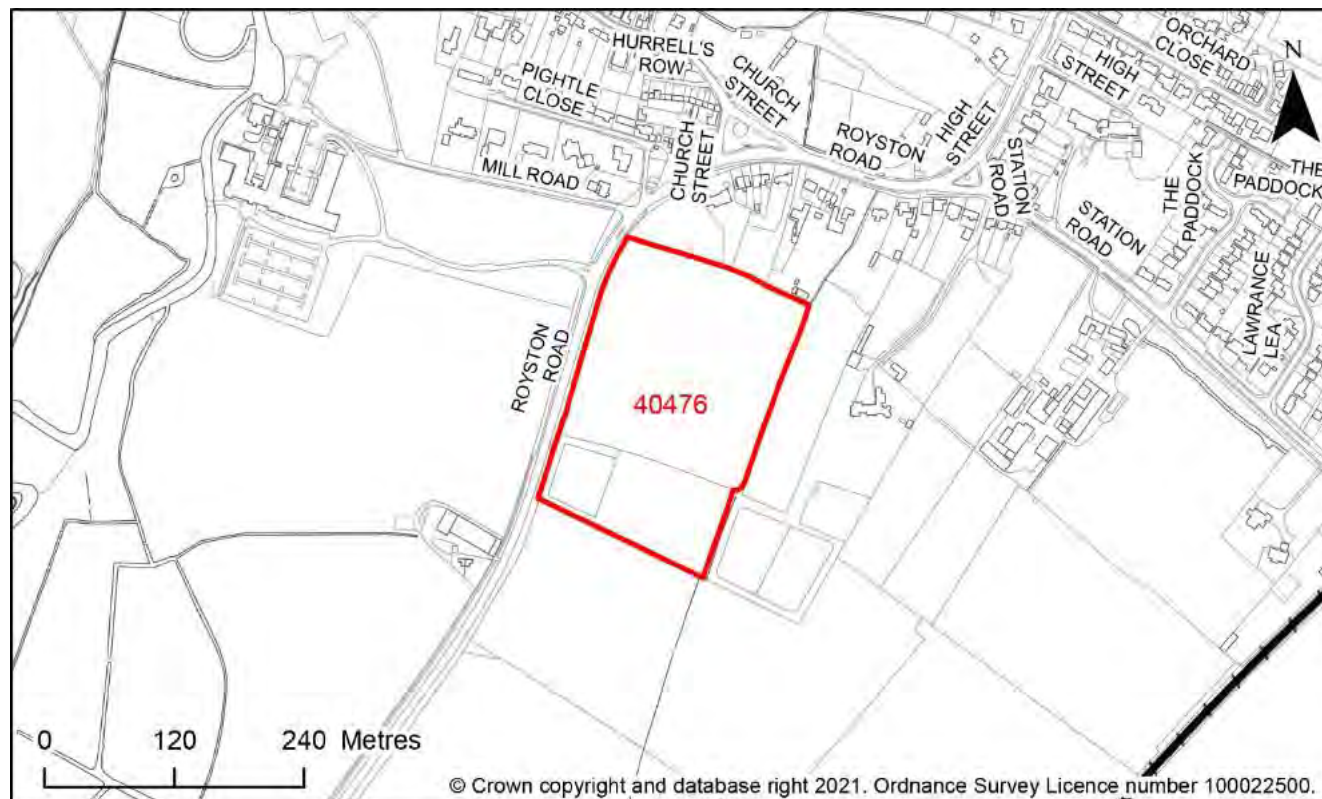 HURRELL'S
ROW
CHURCH
STREET
ORCHARD
CLOSE
HIGH
STREET
N
PIGHTLE
CLOSE
ROYSTON
ROAD
HIGH
STREET
MILL ROAD
CHURCH
STREET
STATION
ROAD
THE
PADDOCK
THE
PADDOCK
STATION
ROAD
LAWRANCE
LEA
ROYSTON
ROAD
40476
0 120 240 Metres
© Crown copyright and database right 2021. Ordnance Survey Licence number 100022500.